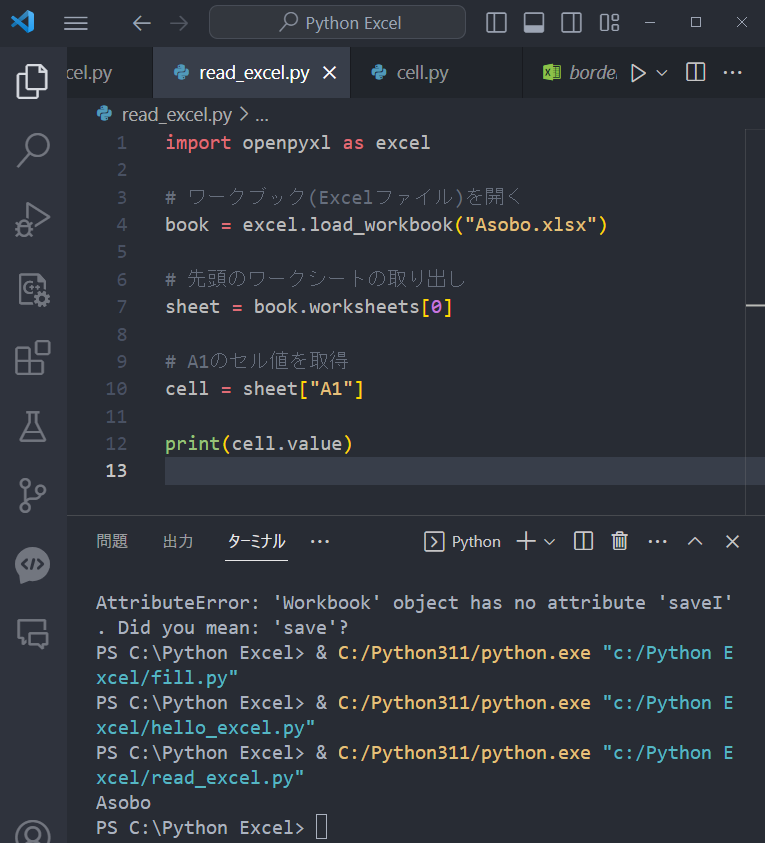 Python Excel
cel.py
read_excel.py
cell.py
borde
read_excel.py > ...
1 import openpyxl as excel
2
3 # ワークブック(Excelファイル)を開く
4 book = excel.load_workbook("Asobo.xlsx")
5
6 # 先頭のワークシートの取り出し
7 sheet = book.worksheets[0]
8
9 # A1のセル値を取得
10 cell = sheet["A1"]
11
12 print(cell.value)
13
問題 出力 ターミナル ... Python
AttributeError: 'Workbook' object has no attribute 'saveI'
. Did you mean: 'save'?
PS C:\Python Excel> & C:/Python311/python.exe "c:/Python E
xcel/fill.py"
PS C:\Python Excel> & C:/Python311/python.exe "c:/Python E
xcel/hello_excel.py"
PS C:\Python Excel> & C:/Python311/python.exe "c:/Python E
xcel/read_excel.py"
Asobo
PS C:\Python Excel>